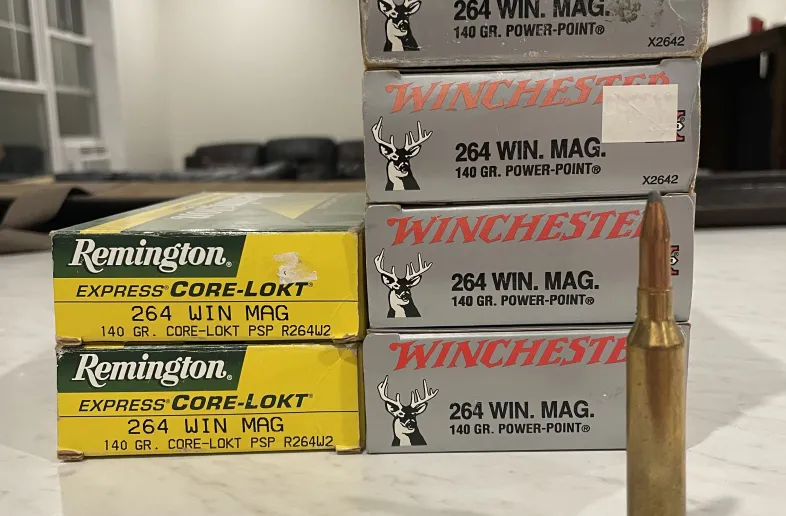 264 WIN. MAG.
140 GR. POWER-POINT®
X2642
WINCHESTER
264 WIN. MAG.
140 GR. POWER-POINT®
X2642
WINCHESTE
264 WIN. MAG.
140 GR. POWER-POINT®
WINCHESTE
264 WIN. MAG.
140 GR. POWER-POINT®
Remington®
EXPRESS® CORE-LOKT®
264 WIN MAG
140 GR. CORE-LOKT PSP R264W2
Remington®
EXPRESS® CORE-LOKT®
264 WIN MAG
140 GR. CORE-LOKT PSP R264W2